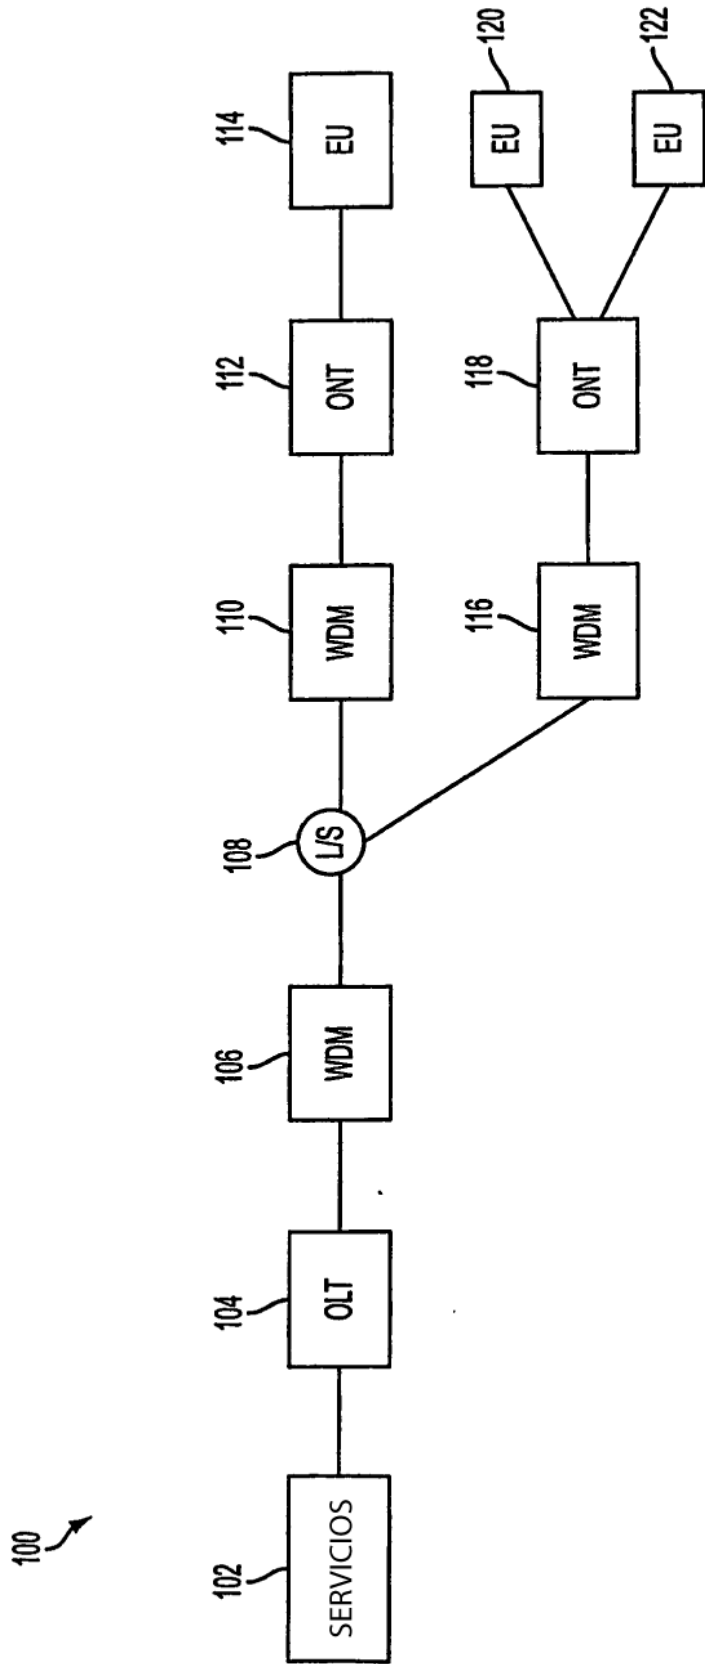 100
102
SERVICIOS
104
OLT
106
WDM
108
L/S
110
WDM
112
ONT
114
EU
116
WDM
118
ONT
120
EU
122
EU